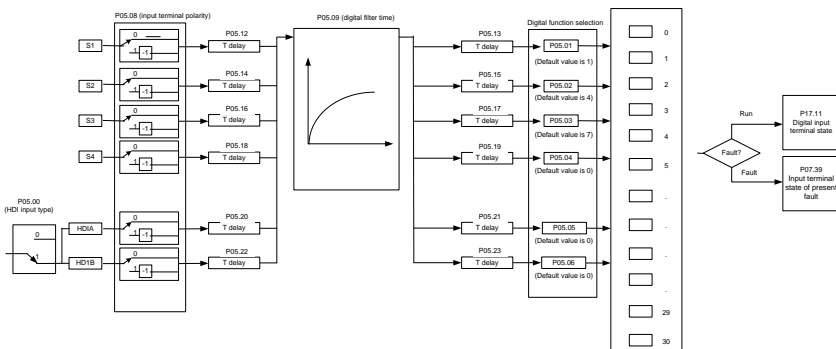 P05.08 (input terminal polarity)
P05.12
P05.09 (digital filter time)
P05.13
Digital function selection
S1
0
1
-1
T delay
T delay
P05.01
(Default value is 1)
0
1
P05.14
P05.15
S2
0
1
-1
T delay
T delay
P05.02
(Default value is 4)
2
P05.16
P05.17
S3
0
1
-1
T delay
T delay
P05.03
(Default value is 7)
3
P05.18
P05.19
S4
0
1
-1
T delay
T delay
P05.04
(Default value is 0)
4
5
Run
Fault?
Fault
P17.11
Digital input
terminal state
P07.39
Input terminal
state of present
fault
P05.00
(HDI input type)
0
1
P05.20
P05.21
HDIA
0
1
-1
T delay
T delay
P05.05
(Default value is 0)
.
.
P05.22
P05.23
HD1B
0
1
-1
T delay
T delay
P05.06
(Default value is 0)
.
.
29
30